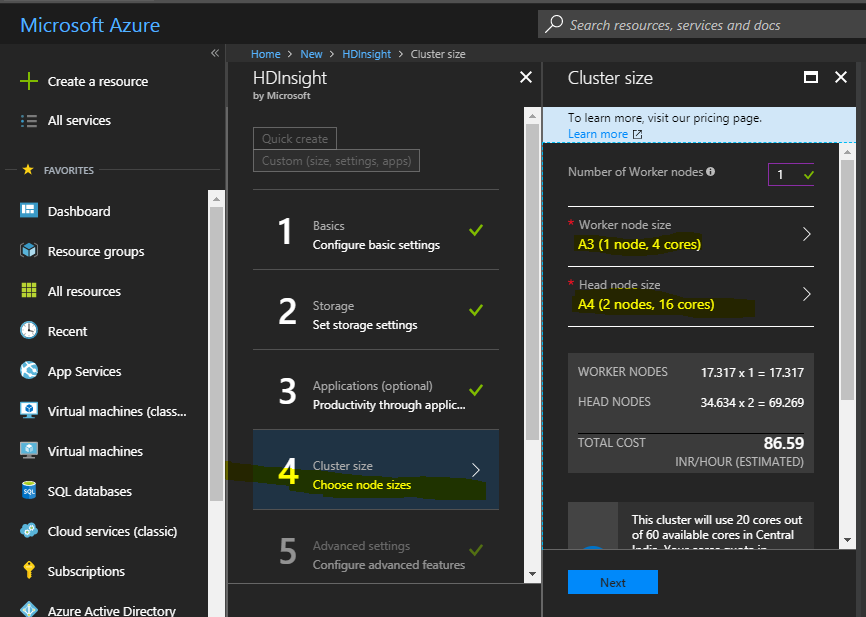 Microsoft Azure
Search resources, services and docs
Home > New > HDInsight > Cluster size
Create a resource
All services
FAVORITES
Dashboard
Resource groups
All resources
Recent
App Services
Virtual machines (class...
Virtual machines
SQL databases
Cloud services (classic)
Subscriptions
Azure Active Directory
HDInsight
by Microsoft
Quick create
Custom (size, settings, apps)
1 Basics
Configure basic settings
2 Storage
Set storage settings
3 Applications (optional)
Productivity through applic...
4 Cluster size
Choose node sizes
5 Advanced settings
Configure advanced features
Cluster size
To learn more, visit our pricing page.
Learn more
Number of Worker nodes 1
* Worker node size
A3 (1 node, 4 cores)
* Head node size
A4 (2 nodes, 16 cores)
WORKER NODES 17.317 x 1 = 17.317
HEAD NODES 34.634 x 2 = 69.269
TOTAL COST 86.59
INR/HOUR (ESTIMATED)
This cluster will use 20 cores out
of 60 available cores in Central
India. Your cores quota in
Next